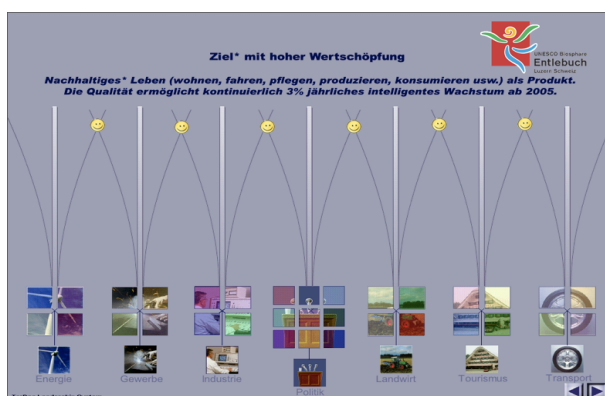 Ziel* mit hoher Wertschöpfung
UNESCO Biosphäre
Entlebuch
Luzern Schweiz
Nachhaltiges* Leben (wohnen, fahren, pflegen, produzieren, konsumieren usw.) als Produkt.
Die Qualität ermöglicht kontinuierlich 3% jährliches intelligentes Wachstum ab 2005.
Energie
Gewerbe
Industrie
Politik
Landwirt
Tourismus
Transport